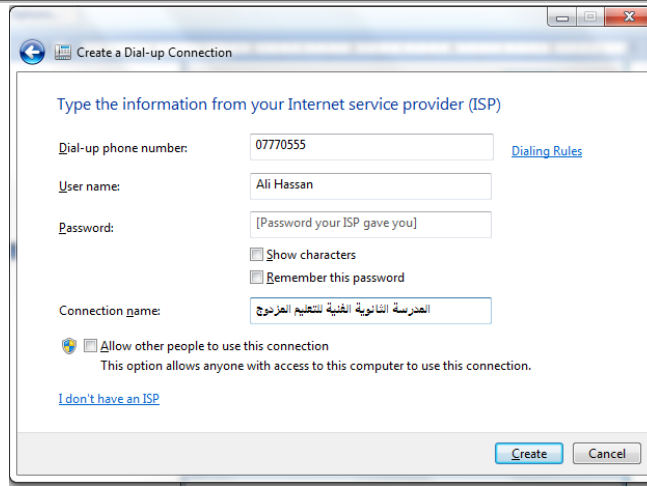 Create a Dial-up Connection
Type the information from your Internet service provider (ISP)
Dial-up phone number: 07770555 Dialing Rules
User name: Ali Hassan
Password: [Password your ISP gave you]
Show characters
Remember this password
Connection name: المدرسة الثانوية الفنية للتعليم المزدوج
Allow other people to use this connection
This option allows anyone with access to this computer to use this connection.
I don't have an ISP
Create Cancel